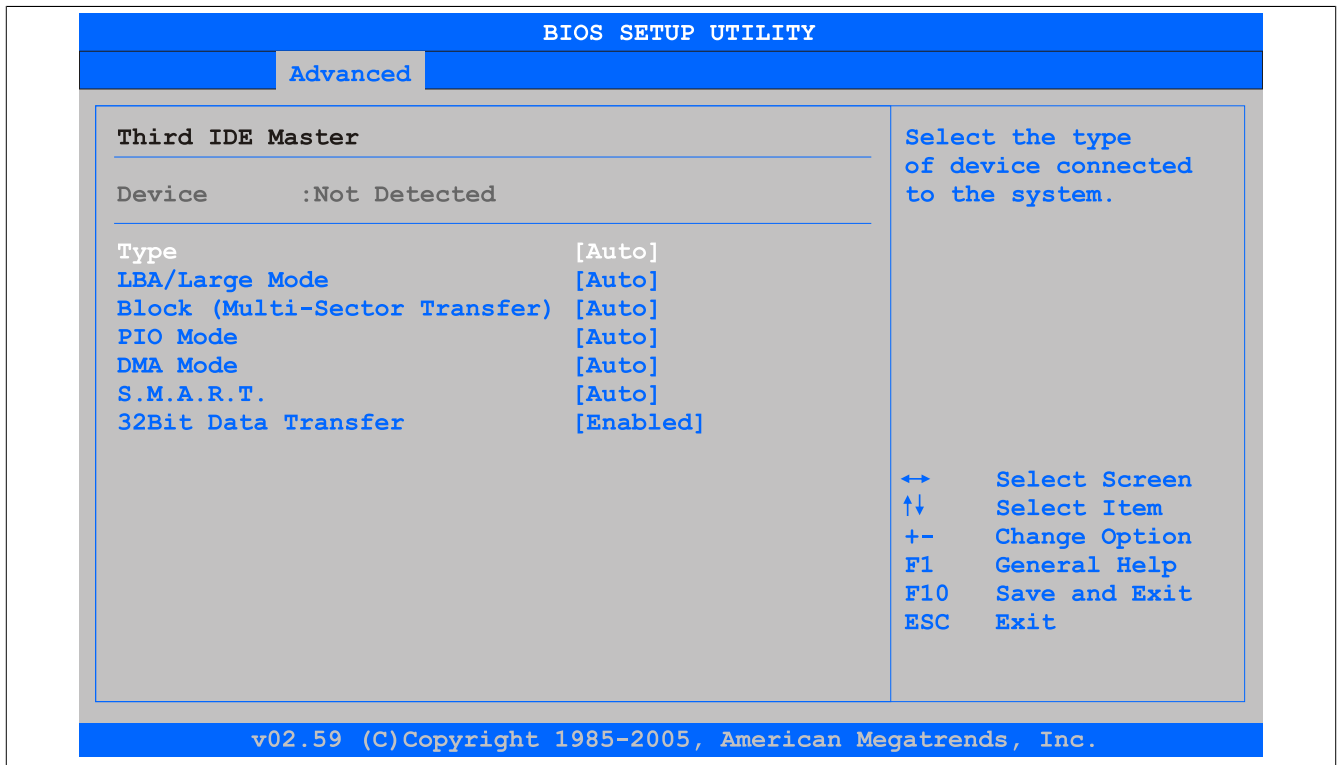 BIOS SETUP UTILITY
Advanced
Third IDE Master
Device :Not Detected
Type [Auto]
LBA/Large Mode [Auto]
Block (Multi-Sector Transfer) [Auto]
PIO Mode [Auto]
DMA Mode [Auto]
S.M.A.R.T. [Auto]
32Bit Data Transfer [Enabled]
Select the type
of device connected
to the system.
↔ Select Screen
↑↓ Select Item
+- Change Option
F1 General Help
F10 Save and Exit
ESC Exit
v02.59 (C)Copyright 1985-2005, American Megatrends, Inc.